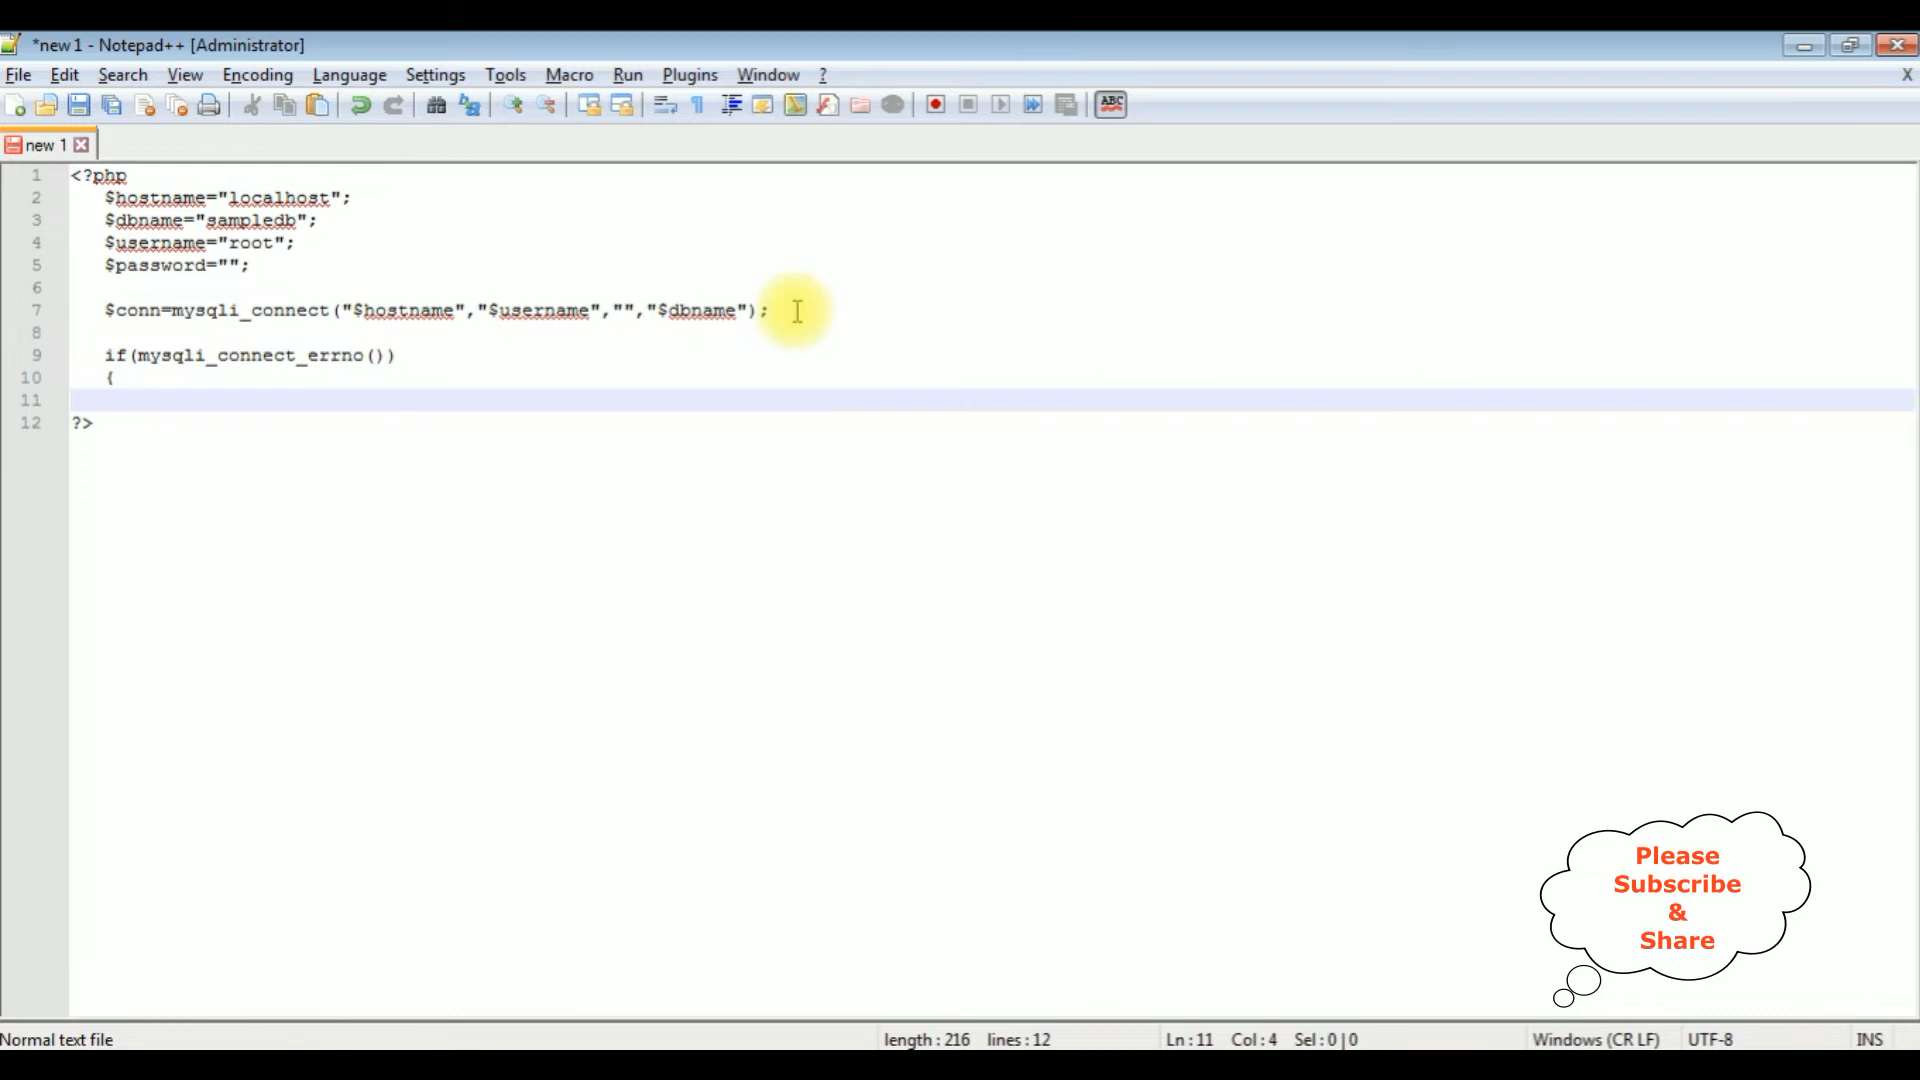 *new 1 - Notepad++ [Administrator]
File Edit Search View Encoding Language Settings Tools Macro Run Plugins Window ? X
ABC
new 1
1 <?php
2 $hostname="localhost";
3 $dbname="sampledb";
4 $username="root";
5 $password="";
6
7 $conn=mysqli_connect("$hostname","$username","","$dbname");
8
9 if(mysqli_connect_errno())
10 {
11
12 ?>
Please
Subscribe
&
Share
Normal text file length : 216 lines : 12 Ln : 11 Col : 4 Sel : 0 | 0 Windows (CR LF) UTF-8 INS